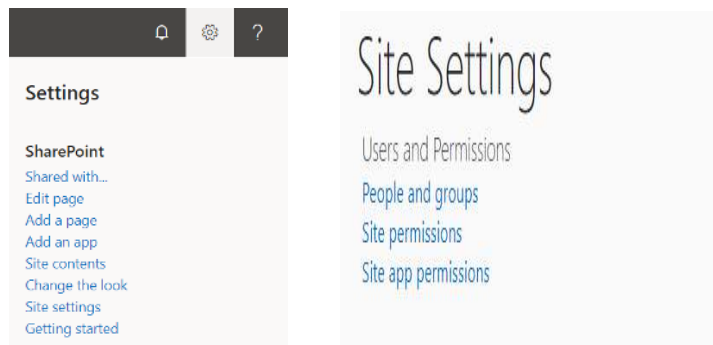 ?
Settings
SharePoint
Shared with...
Edit page
Add a page
Add an app
Site contents
Change the look
Site settings
Getting started
Site Settings
Users and Permissions
People and groups
Site permissions
Site app permissions